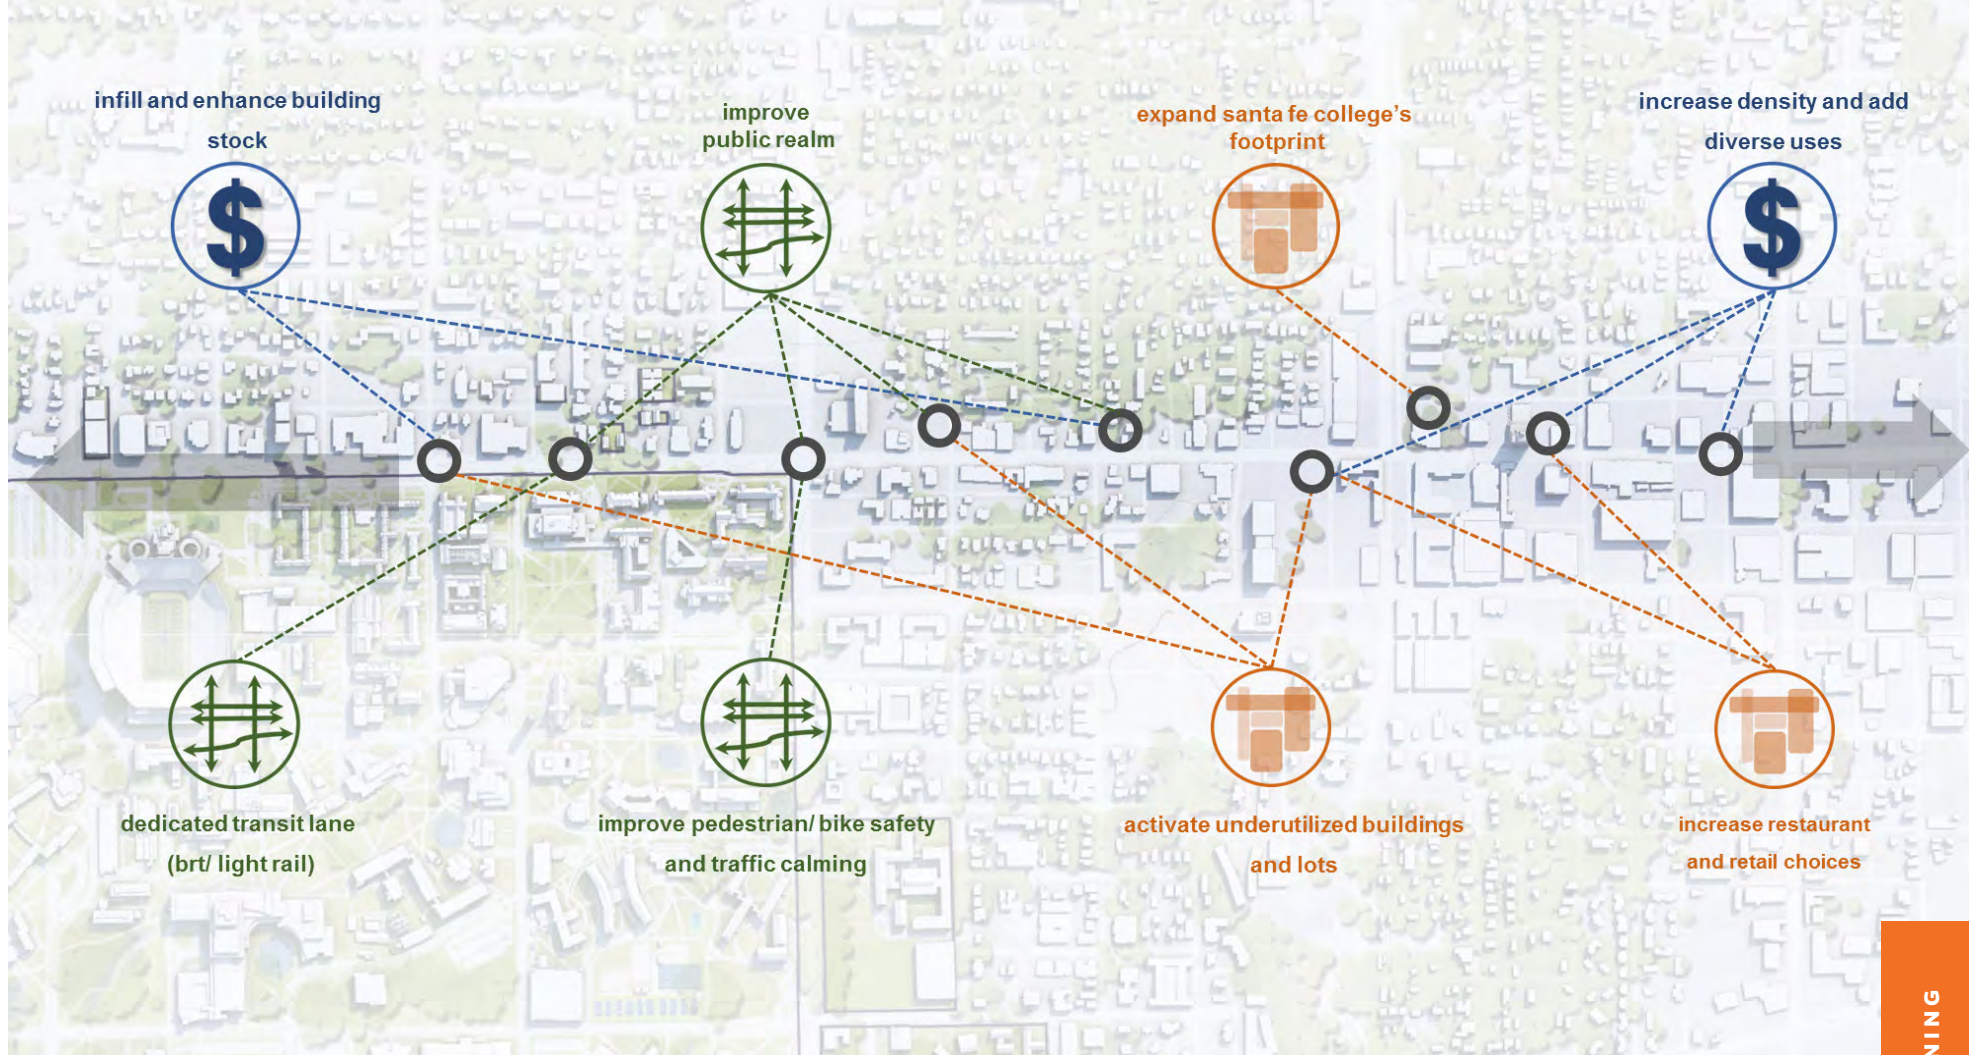 infill and enhance building
stock
improve
public realm
expand santa fe college's
footprint
increase density and add
diverse uses
$
$
dedicated transit lane
(brt/ light rail)
improve pedestrian/ bike safety
and traffic calming
activate underutilized buildings
and lots
increase restaurant
and retail choices